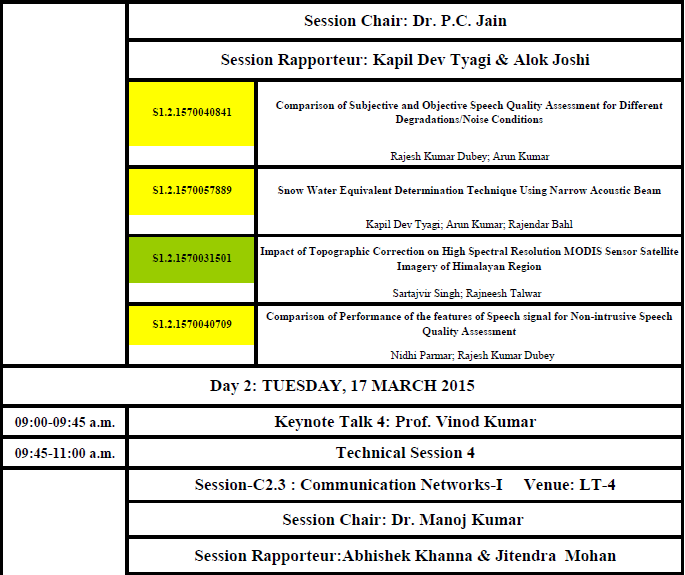 Session Chair: Dr. P.C. Jain
Session Rapporteur: Kapil Dev Tyagi & Alok Joshi
S1.2.1570040841
Comparison of Subjective and Objective Speech Quality Assessment for Different
Degradations/Noise Conditions
Rajesh Kumar Dubey; Arun Kumar
S1.2.1570057889
Snow Water Equivalent Determination Technique Using Narrow Acoustic Beam
Kapil Dev Tyagi; Arun Kumar; Rajendar Bahl
S1.2.1570031501
Impact of Topographic Correction on High Spectral Resolution MODIS Sensor Satellite
Imagery of Himalayan Region
Sartajvir Singh; Rajneesh Talwar
S1.2.1570040709
Comparison of Performance of the features of Speech signal for Non-intrusive Speech
Quality Assessment
Nidhi Parmar; Rajesh Kumar Dubey
Day 2: TUESDAY, 17 MARCH 2015
09:00-09:45 a.m.
Keynote Talk 4: Prof. Vinod Kumar
09:45-11:00 a.m.
Technical Session 4
Session-C2.3 : Communication Networks-I Venue: LT-4
Session Chair: Dr. Manoj Kumar
Session Rapporteur:Abhishek Khanna & Jitendra Mohan